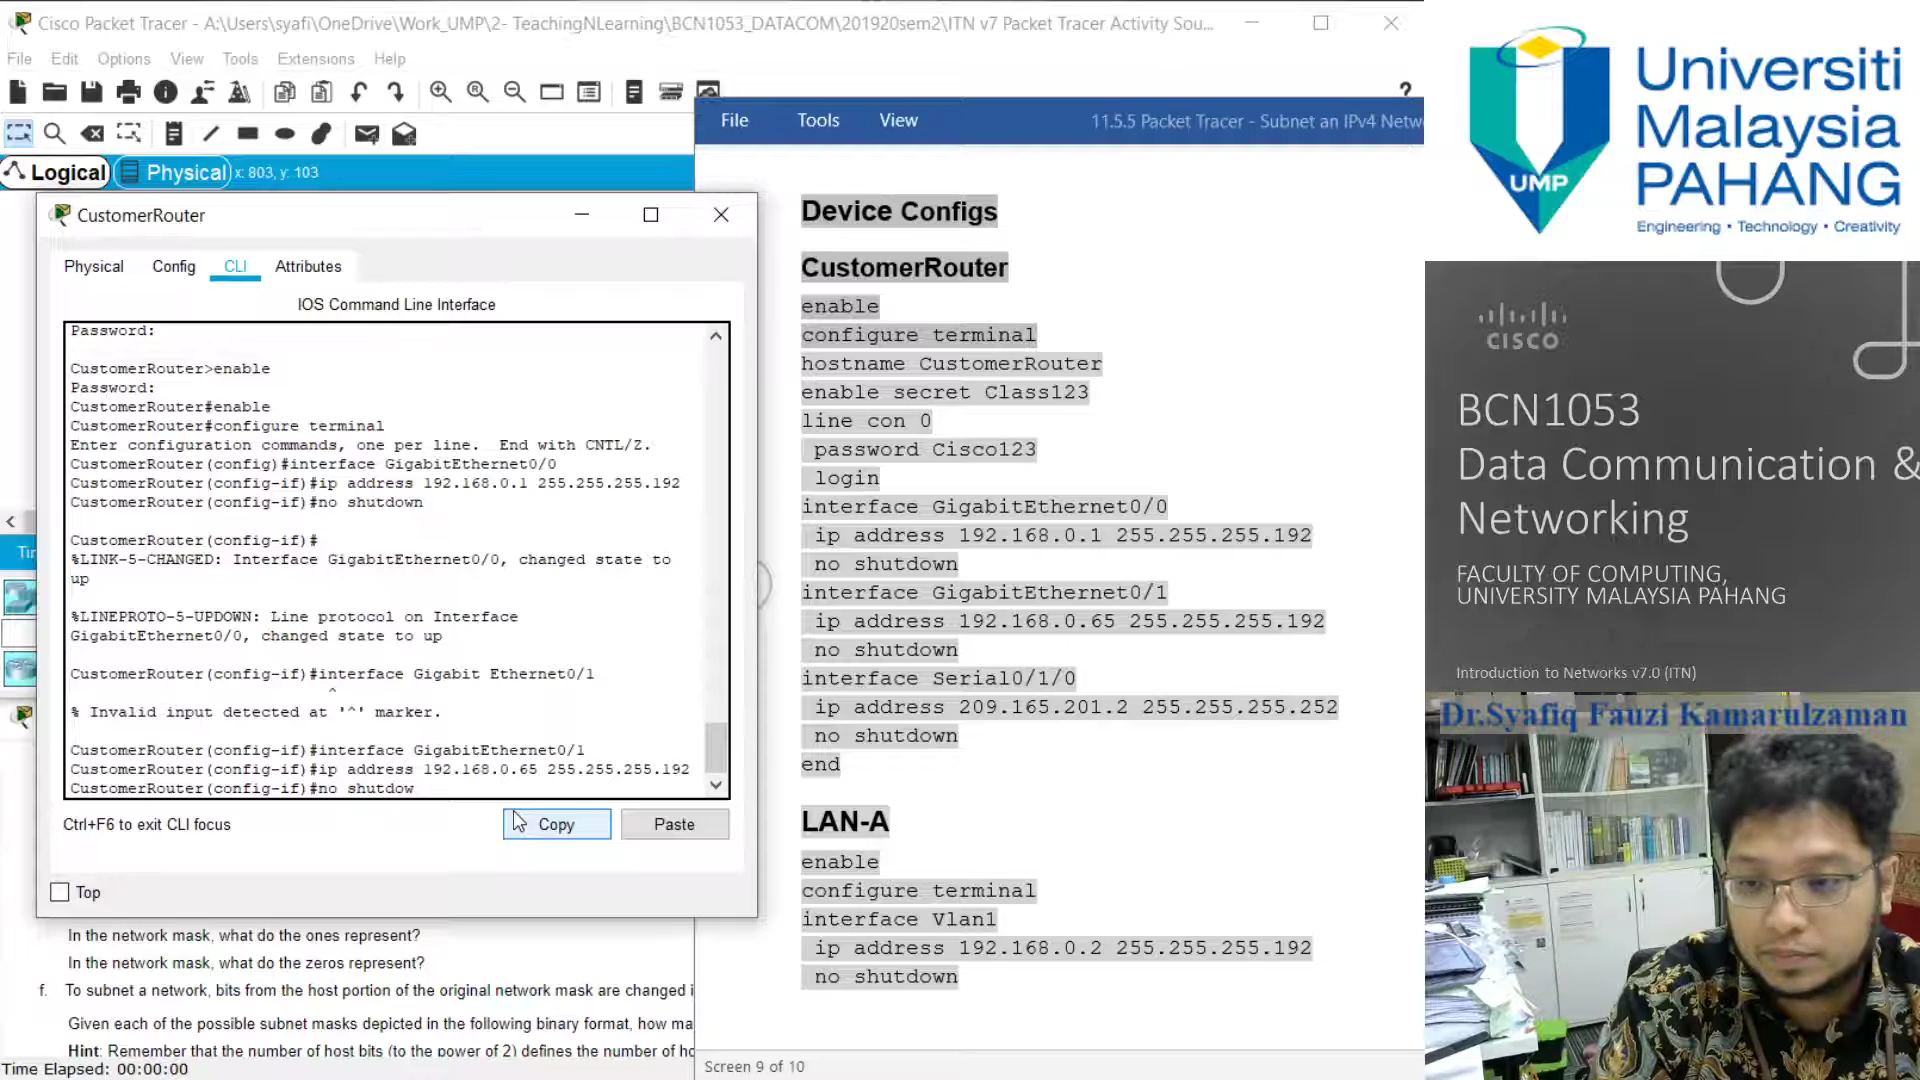 Cisco Packet Tracer - A:\Users\syafi\OneDrive\Work_UMP\2- TeachingNLearning\BCN1053_DATACOM\201920sem2\ITN v7 Packet Tracer Activity Sou...
File Edit Options View Tools Extensions Help
Logical Physical x: 803, y: 103
CustomerRouter
Physical Config CLI Attributes
IOS Command Line Interface
Password:
CustomerRouter>enable
Password:
CustomerRouter#enable
CustomerRouter#configure terminal
Enter configuration commands, one per line. End with CNTL/Z.
CustomerRouter(config)#interface GigabitEthernet0/0
CustomerRouter(config-if)#ip address 192.168.0.1 255.255.255.192
CustomerRouter(config-if)#no shutdown
CustomerRouter(config-if)#
%LINK-5-CHANGED: Interface GigabitEthernet0/0, changed state to
up
%LINEPROTO-5-UPDOWN: Line protocol on Interface
GigabitEthernet0/0, changed state to up
CustomerRouter(config-if)#interface Gigabit Ethernet0/1
^
% Invalid input detected at '^' marker.
CustomerRouter(config-if)#interface GigabitEthernet0/1
CustomerRouter(config-if)#ip address 192.168.0.65 255.255.255.192
CustomerRouter(config-if)#no shutdow
Ctrl+F6 to exit CLI focus
Copy Paste
Top
In the network mask, what do the ones represent?
In the network mask, what do the zeros represent?
f. To subnet a network, bits from the host portion of the original network mask are changed i
Given each of the possible subnet masks depicted in the following binary format, how ma
Hint: Remember that the number of host bits (to the power of 2) defines the number of ho
Time Elapsed: 00:00:00
File Tools View 11.5.5 Packet Tracer - Subnet an IPv4 Netw
Device Configs
CustomerRouter
enable
configure terminal
hostname CustomerRouter
enable secret Class123
line con 0
password Cisco123
login
interface GigabitEthernet0/0
ip address 192.168.0.1 255.255.255.192
no shutdown
interface GigabitEthernet0/1
ip address 192.168.0.65 255.255.255.192
no shutdown
interface Serial0/1/0
ip address 209.165.201.2 255.255.255.252
no shutdown
end
LAN-A
enable
configure terminal
interface Vlan1
ip address 192.168.0.2 255.255.255.192
no shutdown
Screen 9 of 10
UMP
Universiti
Malaysia
PAHANG
Engineering • Technology • Creativity
CISCO
BCN1053
Data Communication &
Networking
FACULTY OF COMPUTING,
UNIVERSITY MALAYSIA PAHANG
Introduction to Networks v7.0 (ITN)
Dr.Syafiq Fauzi Kamarulzaman